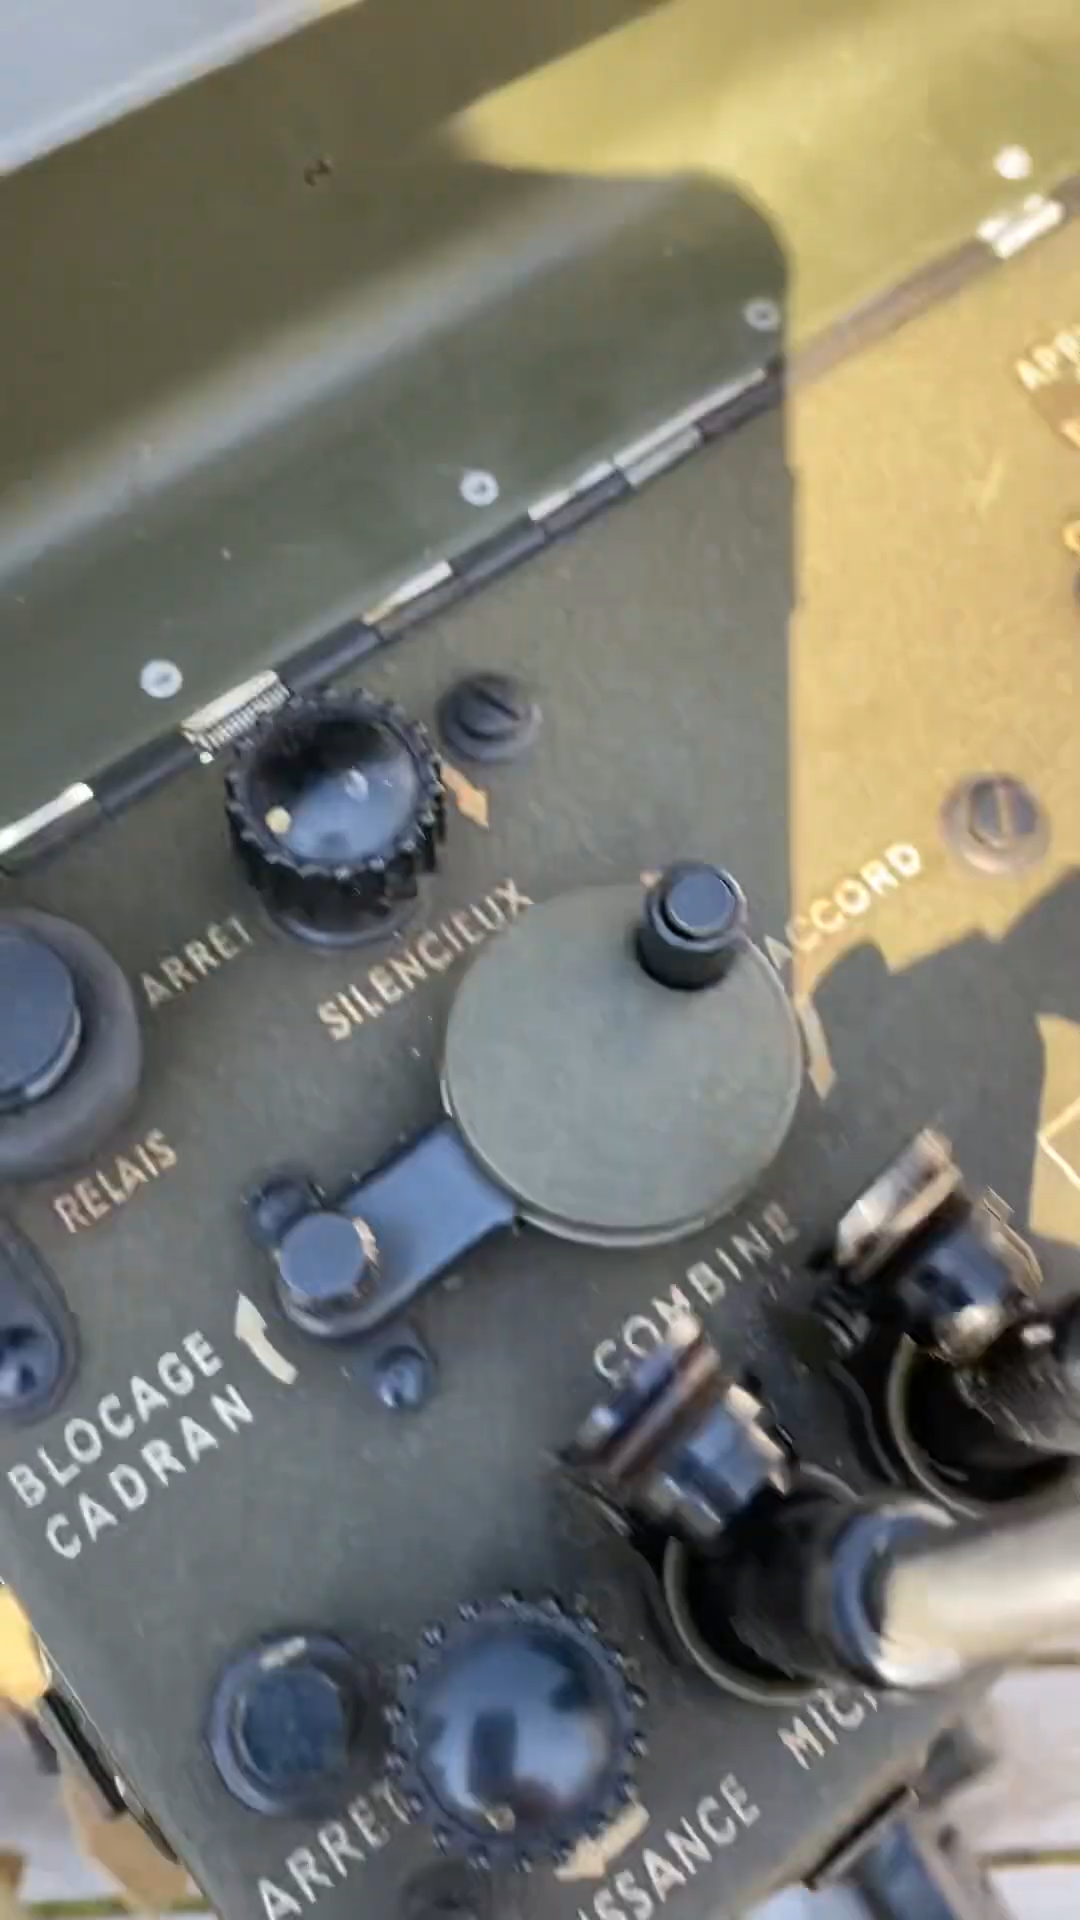 ARRET
SILENCIEUX
ACCORD
RELAIS
COMBINE
BLOCAGE
CADRAN
ARRET